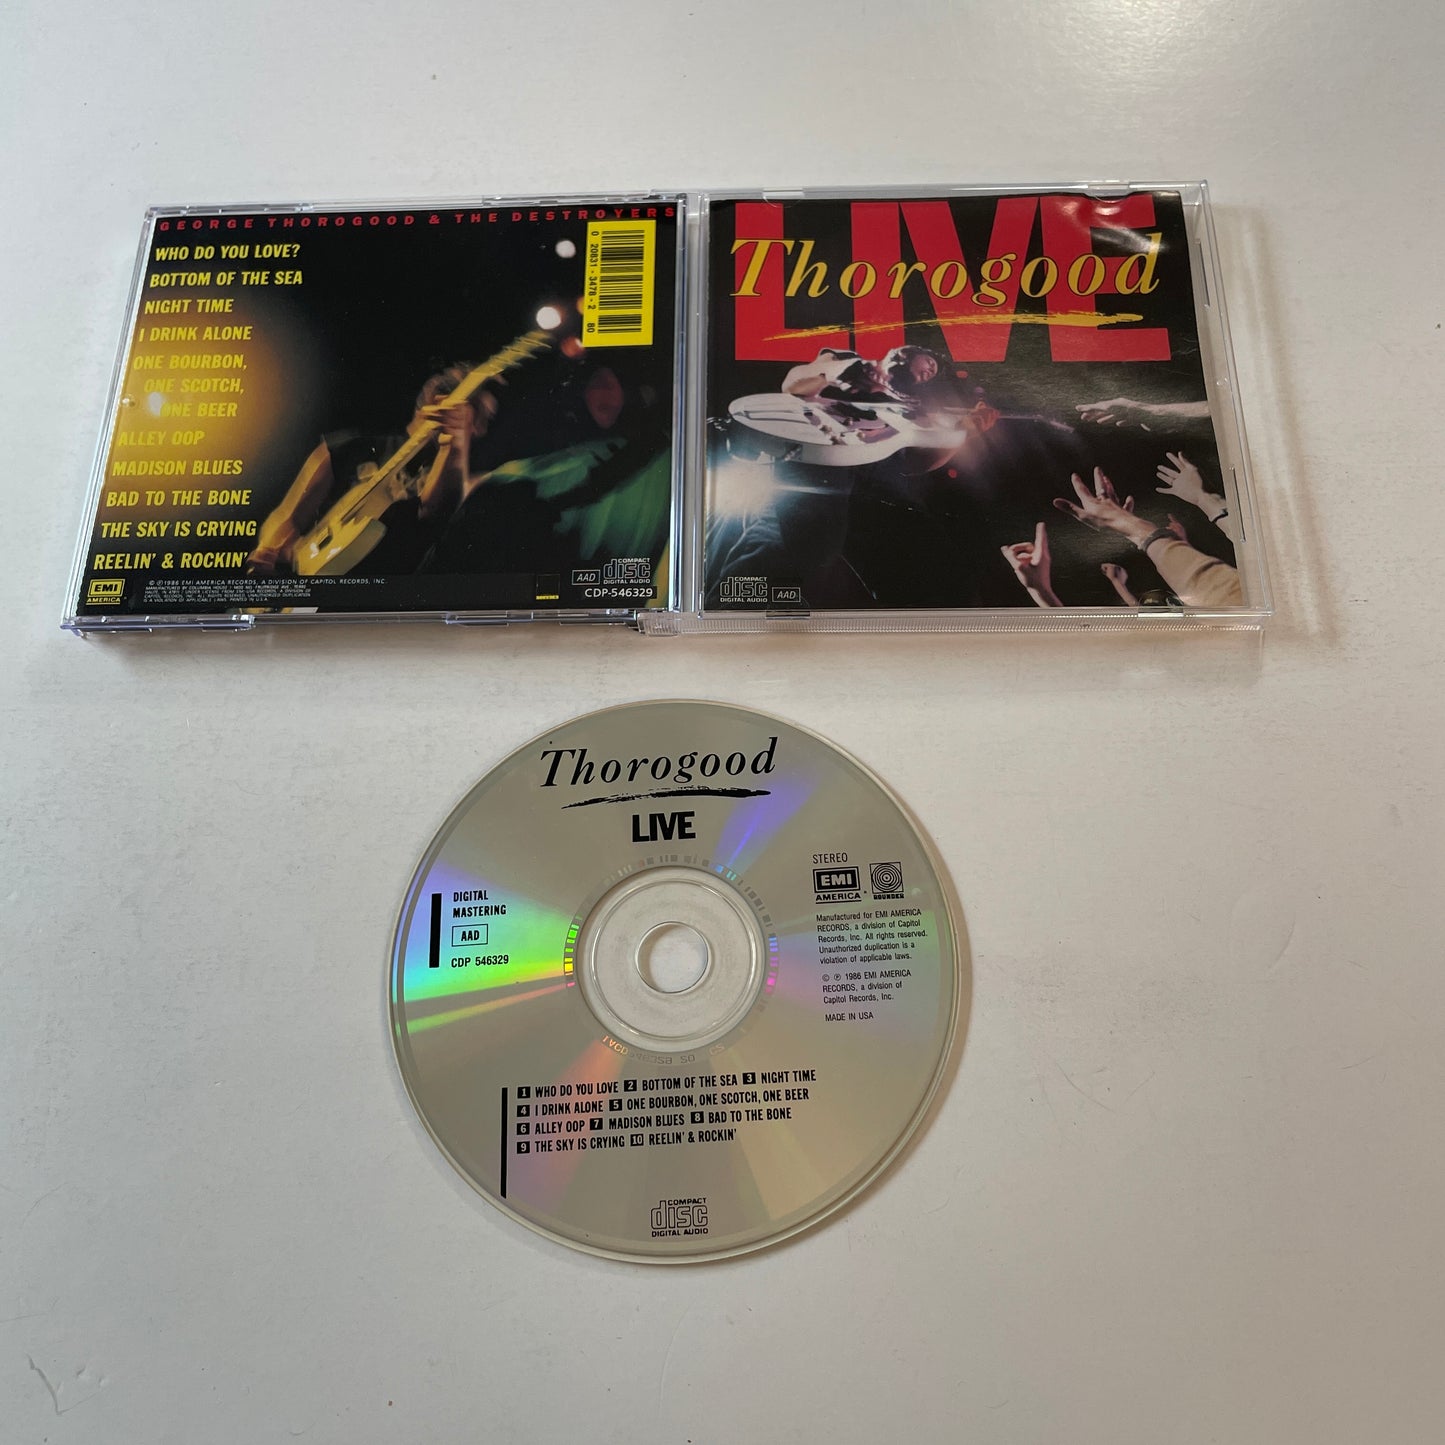 GEORGE THOROGOOD & THE DESTROYERS
WHO DO YOU LOVE?
BOTTOM OF THE SEA
NIGHT TIME
I DRINK ALONE
ONE BOURBON,
ONE SCOTCH,
ONE BEER
ALLEY OOP
MADISON BLUES
BAD TO THE BONE
THE SKY IS CRYING
REELIN' & ROCKIN'
0 20831-3478-2 80
EMI
AMERICA
© ℗1986 EMI AMERICA RECORDS, A DIVISION OF CAPITOL RECORDS, INC.
AAD
COMPACT
disc
DIGITAL AUDIO
CDP-546329
LIVE
Thorogood
COMPACT
disc
DIGITAL AUDIO
AAD
Thorogood
LIVE
DIGITAL
MASTERING
AAD
CDP 546329
STEREO
EMI
AMERICA
ROUNDER
Manufactured for EMI AMERICA
RECORDS, a division of Capitol
Records, Inc. All rights reserved.
Unauthorized duplication is a
violation of applicable laws.
© ℗ 1986 EMI AMERICA
RECORDS, a division of
Capitol Records, Inc.
MADE IN USA
1 WHO DO YOU LOVE 2 BOTTOM OF THE SEA 3 NIGHT TIME
4 I DRINK ALONE 5 ONE BOURBON, ONE SCOTCH, ONE BEER
6 ALLEY OOP 7 MADISON BLUES 8 BAD TO THE BONE
9 THE SKY IS CRYING 10 REELIN' & ROCKIN'
COMPACT
disc
DIGITAL AUDIO